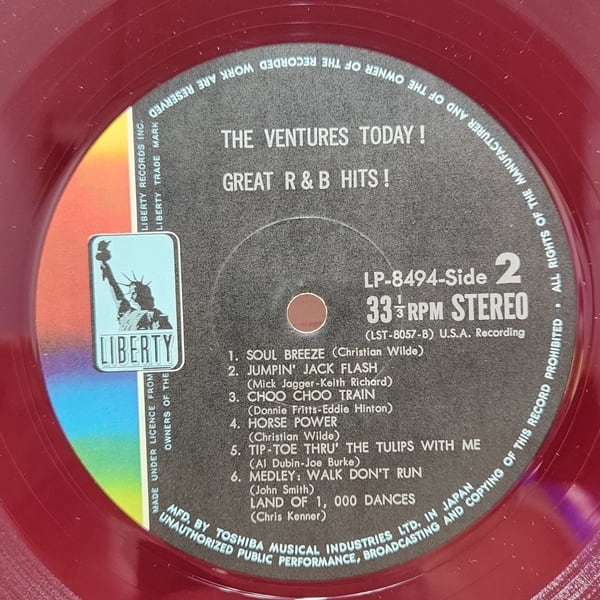 THE VENTURES TODAY!
GREAT R & B HITS!
LP-8494-Side 2
33 1/3 RPM STEREO
(LST-8057-B) U.S.A. Recording
LIBERTY
1. SOUL BREEZE (Christian Wilde)
2. JUMPIN' JACK FLASH
(Mick Jagger-Keith Richard)
3. CHOO CHOO TRAIN
(Donnie Fritts-Eddie Hinton)
4. HORSE POWER
(Christian Wilde)
5. TIP-TOE THRU' THE TULIPS WITH ME
(Al Dubin-Joe Burke)
6. MEDLEY: WALK DON'T RUN
(John Smith)
LAND OF 1, 000 DANCES
(Chris Kenner)
MADE UNDER LICENCE FROM LIBERTY RECORDS INC.
OWNERS OF THE LIBERTY TRADE MARK
MFD. BY TOSHIBA MUSICAL INDUSTRIES LTD. IN JAPAN
ALL RIGHTS OF THE MANUFACTURER AND OF THE OWNER OF THE RECORDED WORK ARE RESERVED
UNAUTHORIZED PUBLIC PERFORMANCE, BROADCASTING AND COPYING OF THIS RECORD PROHIBITED •